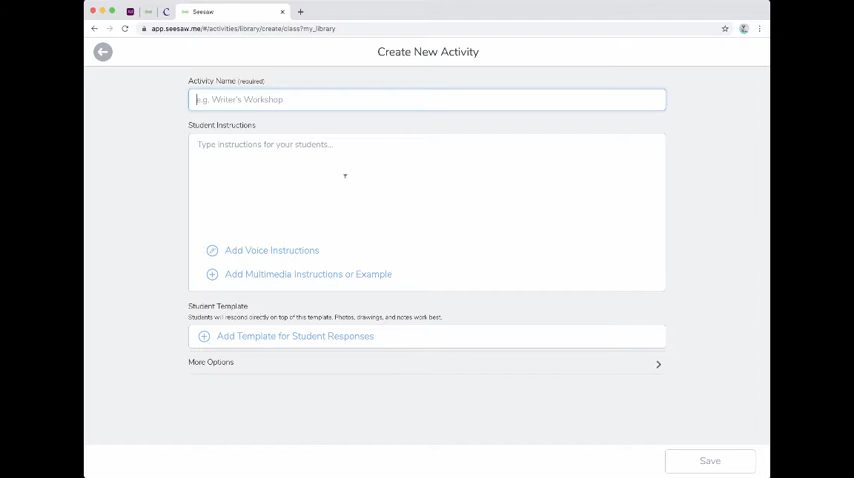 Seesaw
app.seesaw.me/#/activities/library/create/class?my_library
Create New Activity
Activity Name (required)
e.g. Writer's Workshop
Student Instructions
Type instructions for your students...
Add Voice Instructions
Add Multimedia Instructions or Example
Student Template
Students will respond directly on top of this template. Photos, drawings, and notes work best.
Add Template for Student Responses
More Options
Save